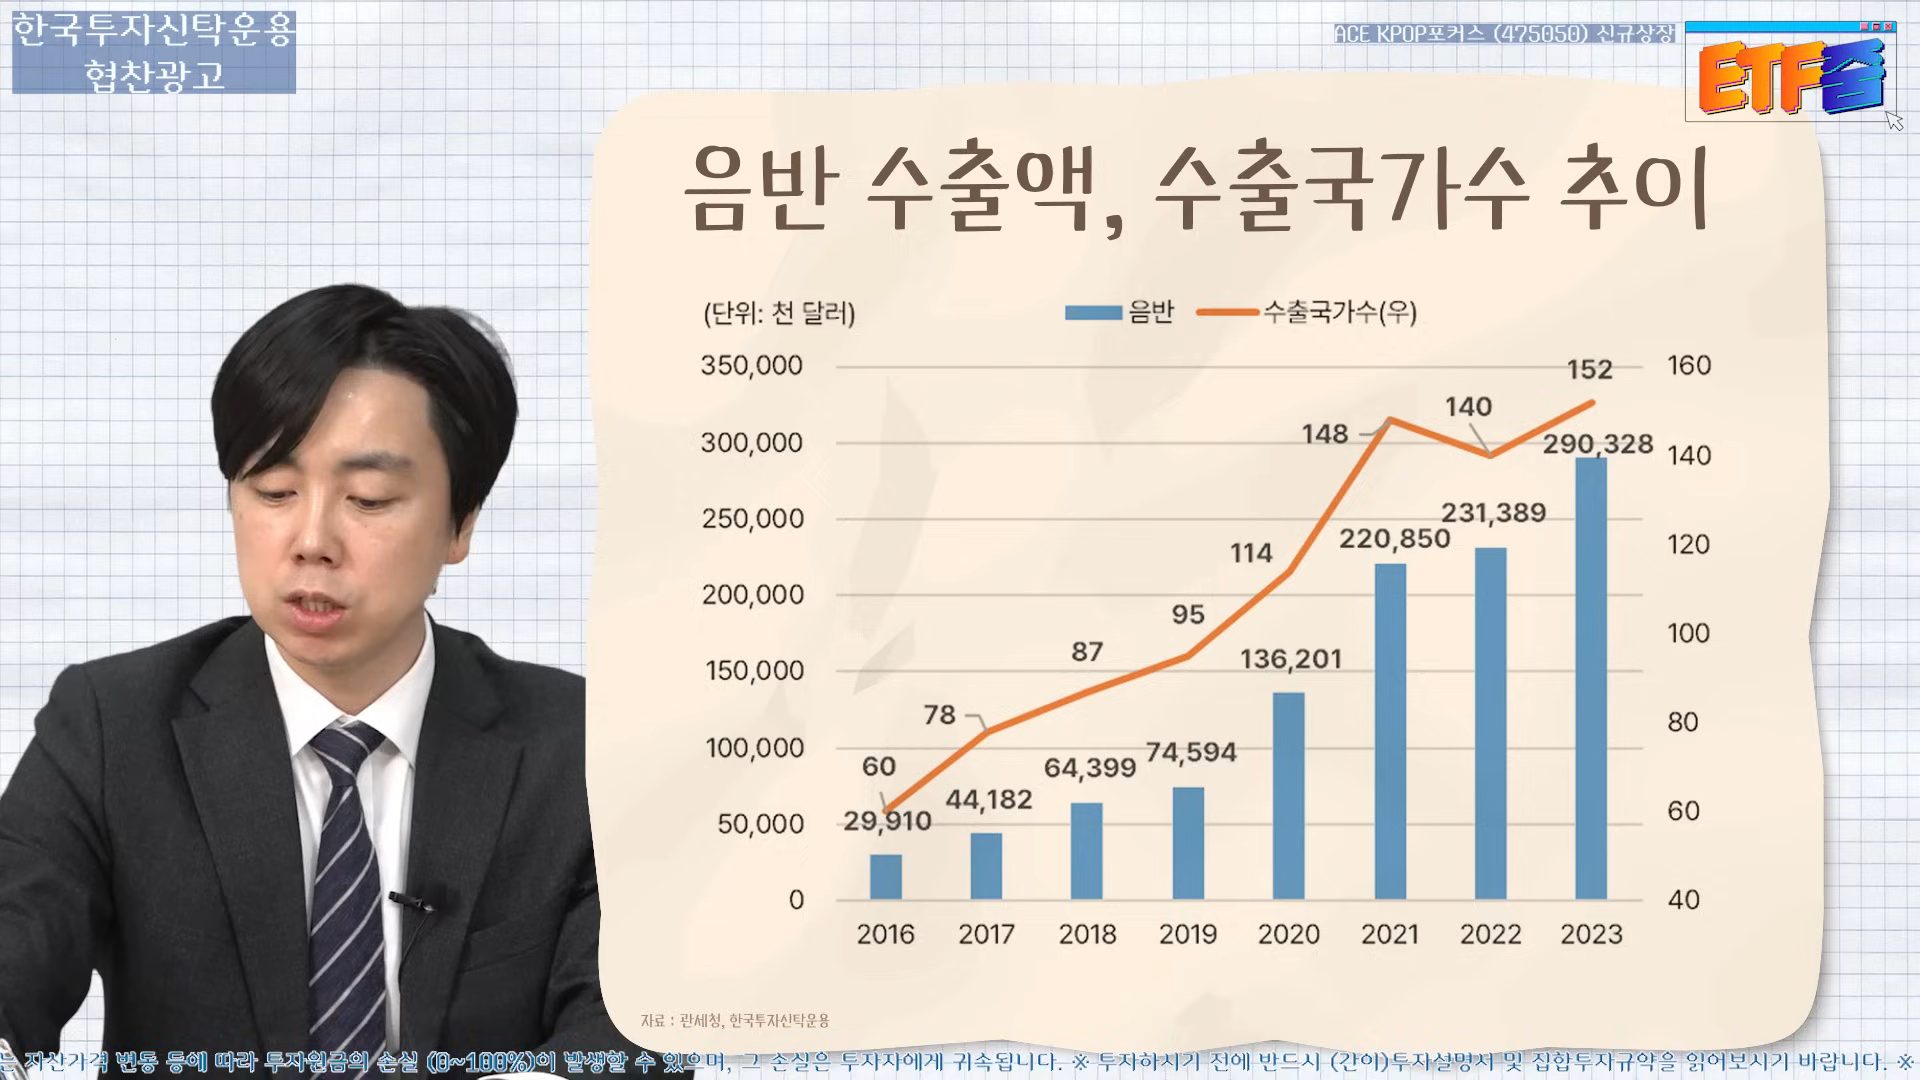 한국투자신탁운용
협찬광고
ACE KPOP포커스 (475050) 신규상장
ETF줌
음반 수출액, 수출국가수 추이
(단위: 천 달러)
음반
수출국가수(우)
350,000
300,000
250,000
200,000
150,000
100,000
50,000
0
160
140
120
100
80
60
40
60
78
87
95
114
148
140
152
29,910
44,182
64,399
74,594
136,201
220,850
231,389
290,328
2016 2017 2018 2019 2020 2021 2022 2023
자료 : 관세청, 한국투자신탁운용
는 자산가격 변동 등에 따라 투자원금의 손실 (0~100%)이 발생할 수 있으며, 그 손실은 투자자에게 귀속됩니다. ※ 투자하시기 전에 반드시 (간이)투자설명서 및 집합투자규약을 읽어보시기 바랍니다. ※